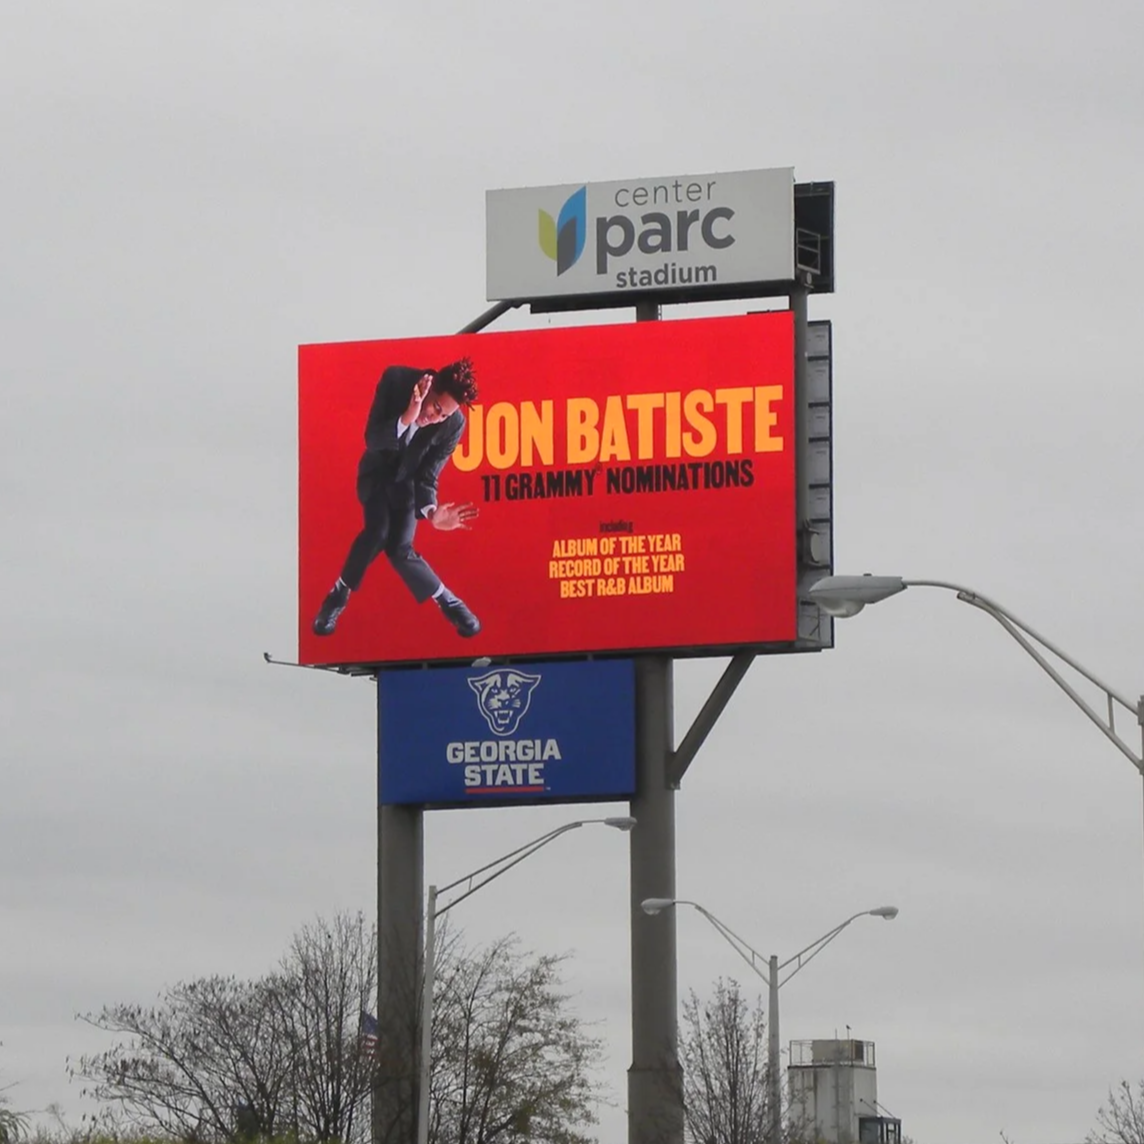 center
parc
stadium
JON BATISTE
11 GRAMMY® NOMINATIONS
including
ALBUM OF THE YEAR
RECORD OF THE YEAR
BEST R&B ALBUM
GEORGIA
STATE™